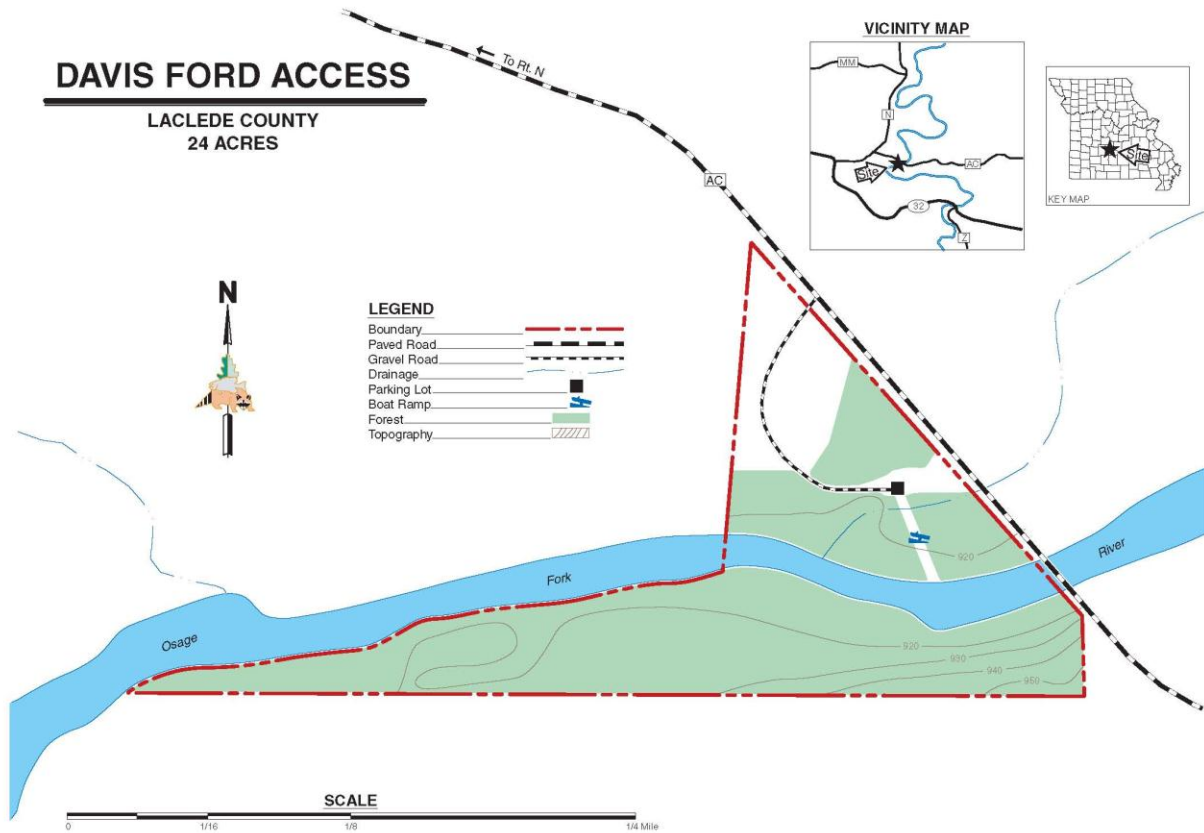 DAVIS FORD ACCESS
LACLEDE COUNTY
24 ACRES
To Rt. N
AC
VICINITY MAP
MM
N
AC
Site
32
Z
Site
KEY MAP
N
LEGEND
Boundary
Paved Road
Gravel Road
Drainage
Parking Lot
Boat Ramp
Forest
Topography
920
River
Fork
Osage
920
930
940
950
SCALE
0 1/16 1/8 1/4 Mile